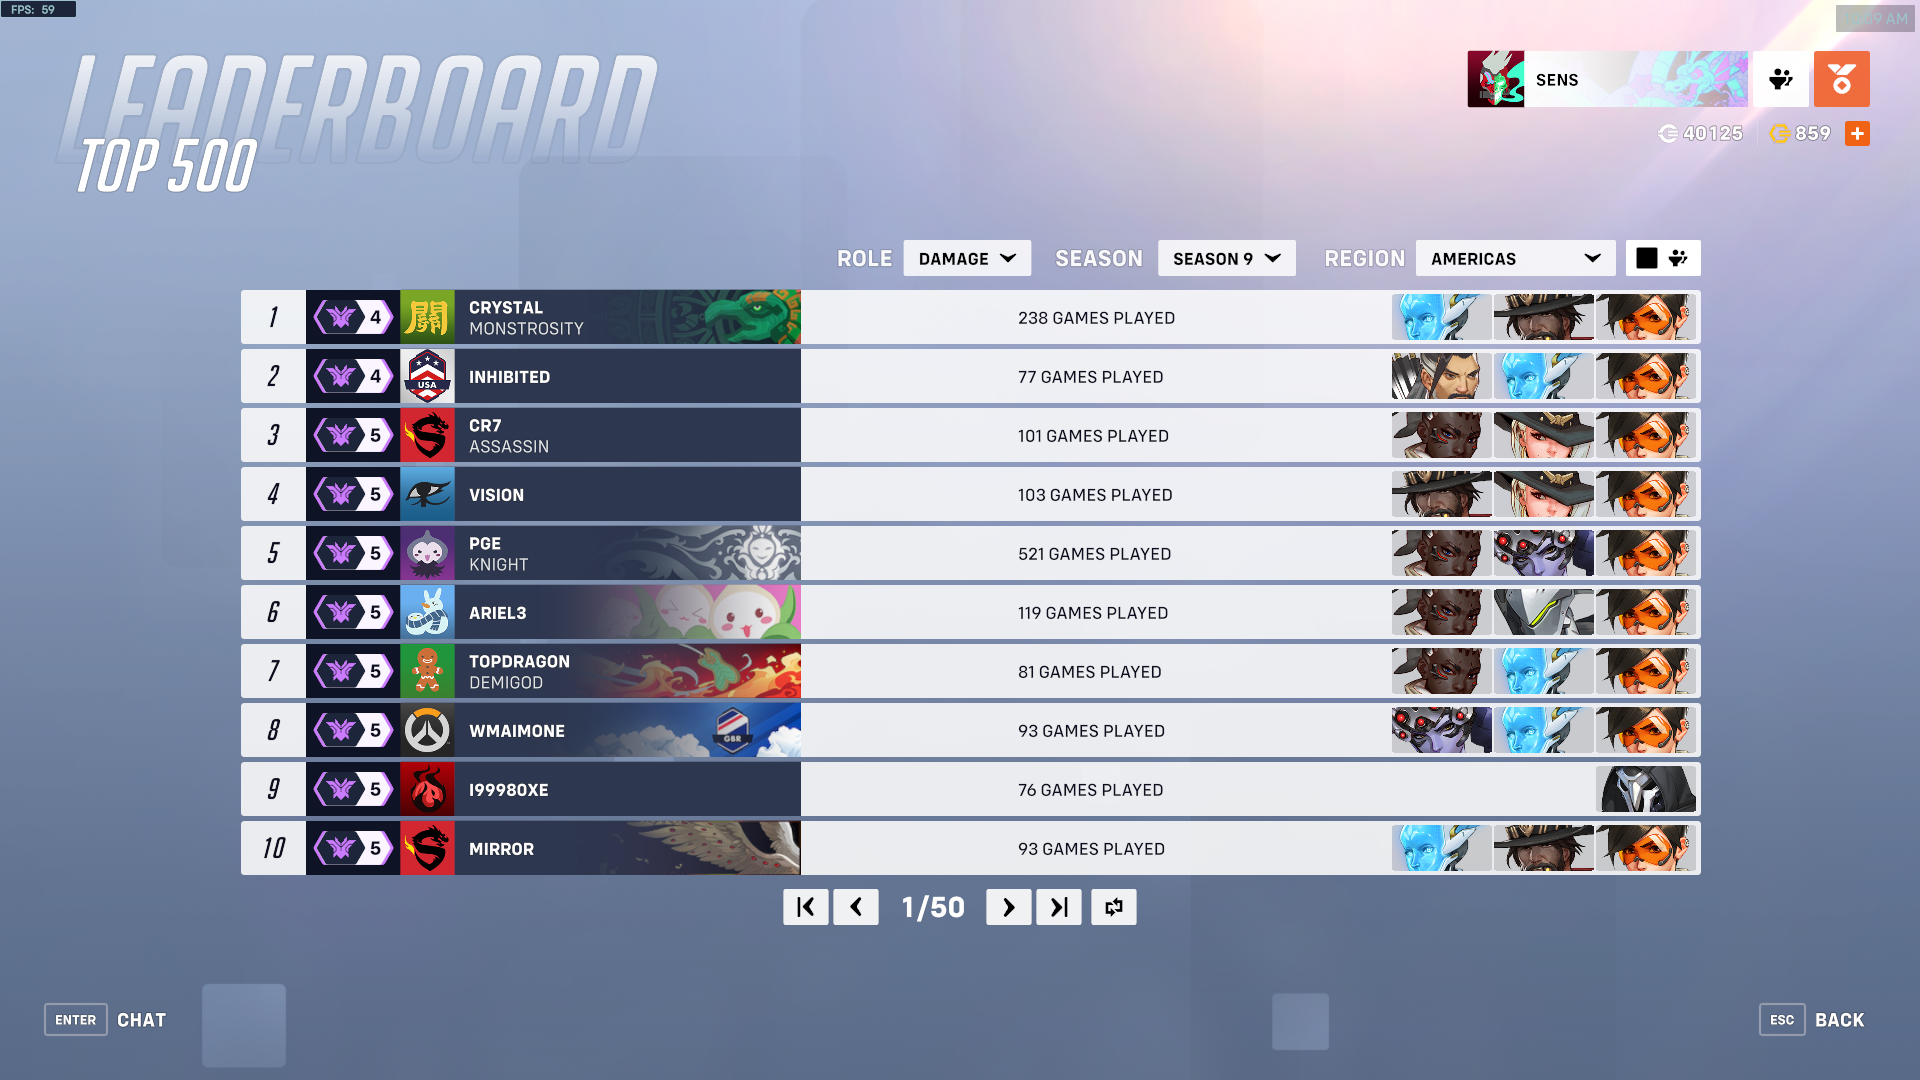 FPS: 59
LEADERBOARD
TOP 500
SENS
40125 859
ROLE DAMAGE SEASON SEASON 9 REGION AMERICAS
1 4 鬭 CRYSTAL
MONSTROSITY
238 GAMES PLAYED
2 4 USA INHIBITED 77 GAMES PLAYED
3 5 CR7
ASSASSIN
101 GAMES PLAYED
4 5 VISION 103 GAMES PLAYED
5 5 PGE
KNIGHT
521 GAMES PLAYED
6 5 ARIEL3 119 GAMES PLAYED
7 5 TOPDRAGON
DEMIGOD
81 GAMES PLAYED
8 5 WMAIMONE GBR 93 GAMES PLAYED
9 5 I9998OXE 76 GAMES PLAYED
10 5 MIRROR 93 GAMES PLAYED
1/50
ENTER CHAT
ESC BACK